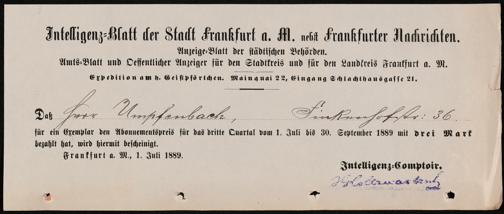 Intelligenz-Blatt der Stadt Frankfurt a. M. nebst Frankfurter Nachrichten.
Anzeige-Blatt der städtischen Behörden.
Amts-Blatt und Oeffentlicher Anzeiger für den Stadtkreis und für den Landkreis Frankfurt a. M.
Expedition am h. Geistpförtchen. Mainquai 22, Eingang Schlachthausgasse 21.
Daß Herr Umpfenbach, Finkenhofstr: 36
für ein Exemplar den Abonnementspreis für das dritte Quartal vom 1. Juli bis 30. September 1889 mit drei Mark
bezahlt hat, wird hiermit bescheinigt.
Frankfurt a. M., 1. Juli 1889.
Intelligenz-Comptoir.